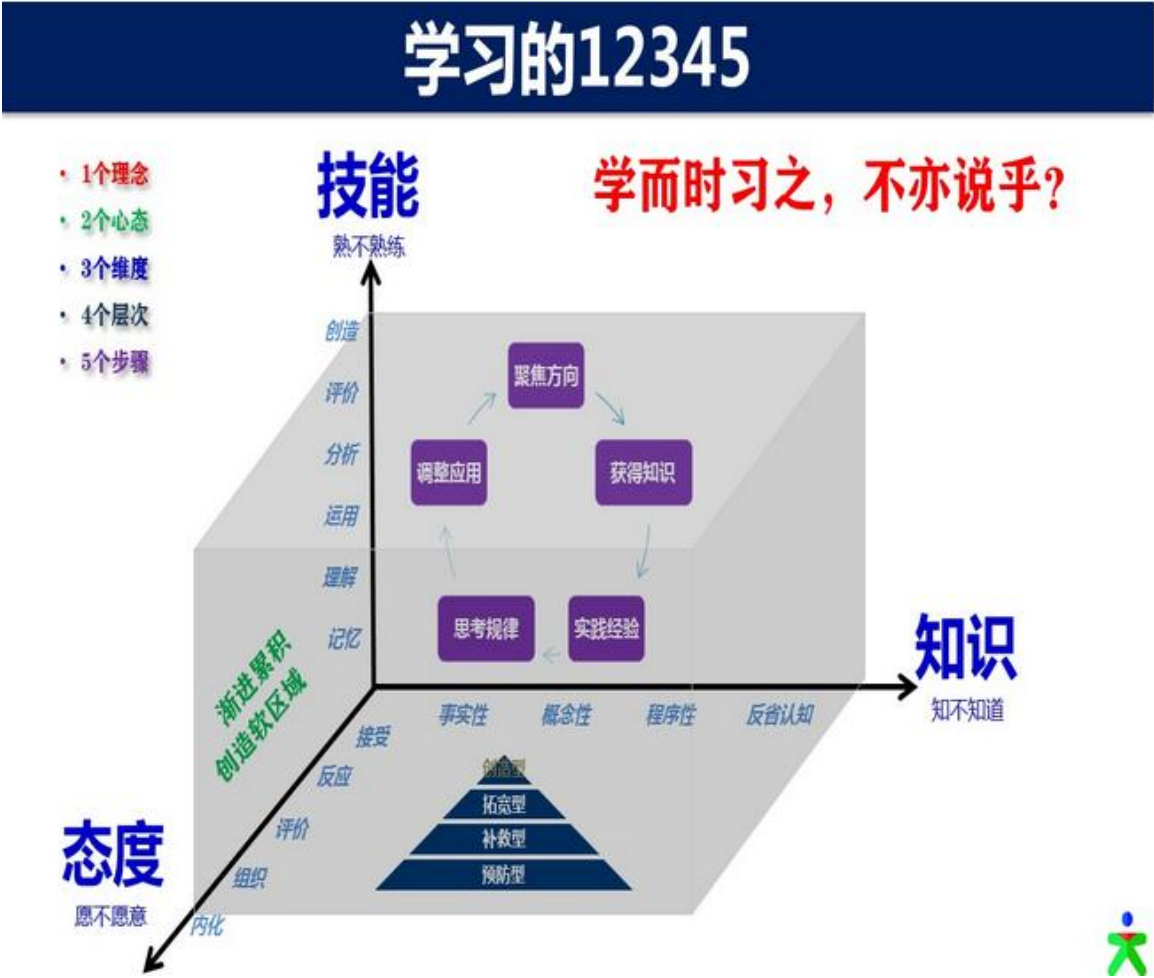 学习的12345
• 1个理念
• 2个心态
• 3个维度
• 4个层次
• 5个步骤
技能
熟不熟练
学而时习之，不亦说乎？
创造
评价
分析
运用
理解
记忆
聚焦方向
获得知识
实践经验
思考规律
调整应用
知识
知不知道
事实性
概念性
程序性
反省认知
渐进累积
创造软区域
接受
反应
评价
组织
内化
态度
愿不愿意
创造型
拓宽型
补救型
预防型